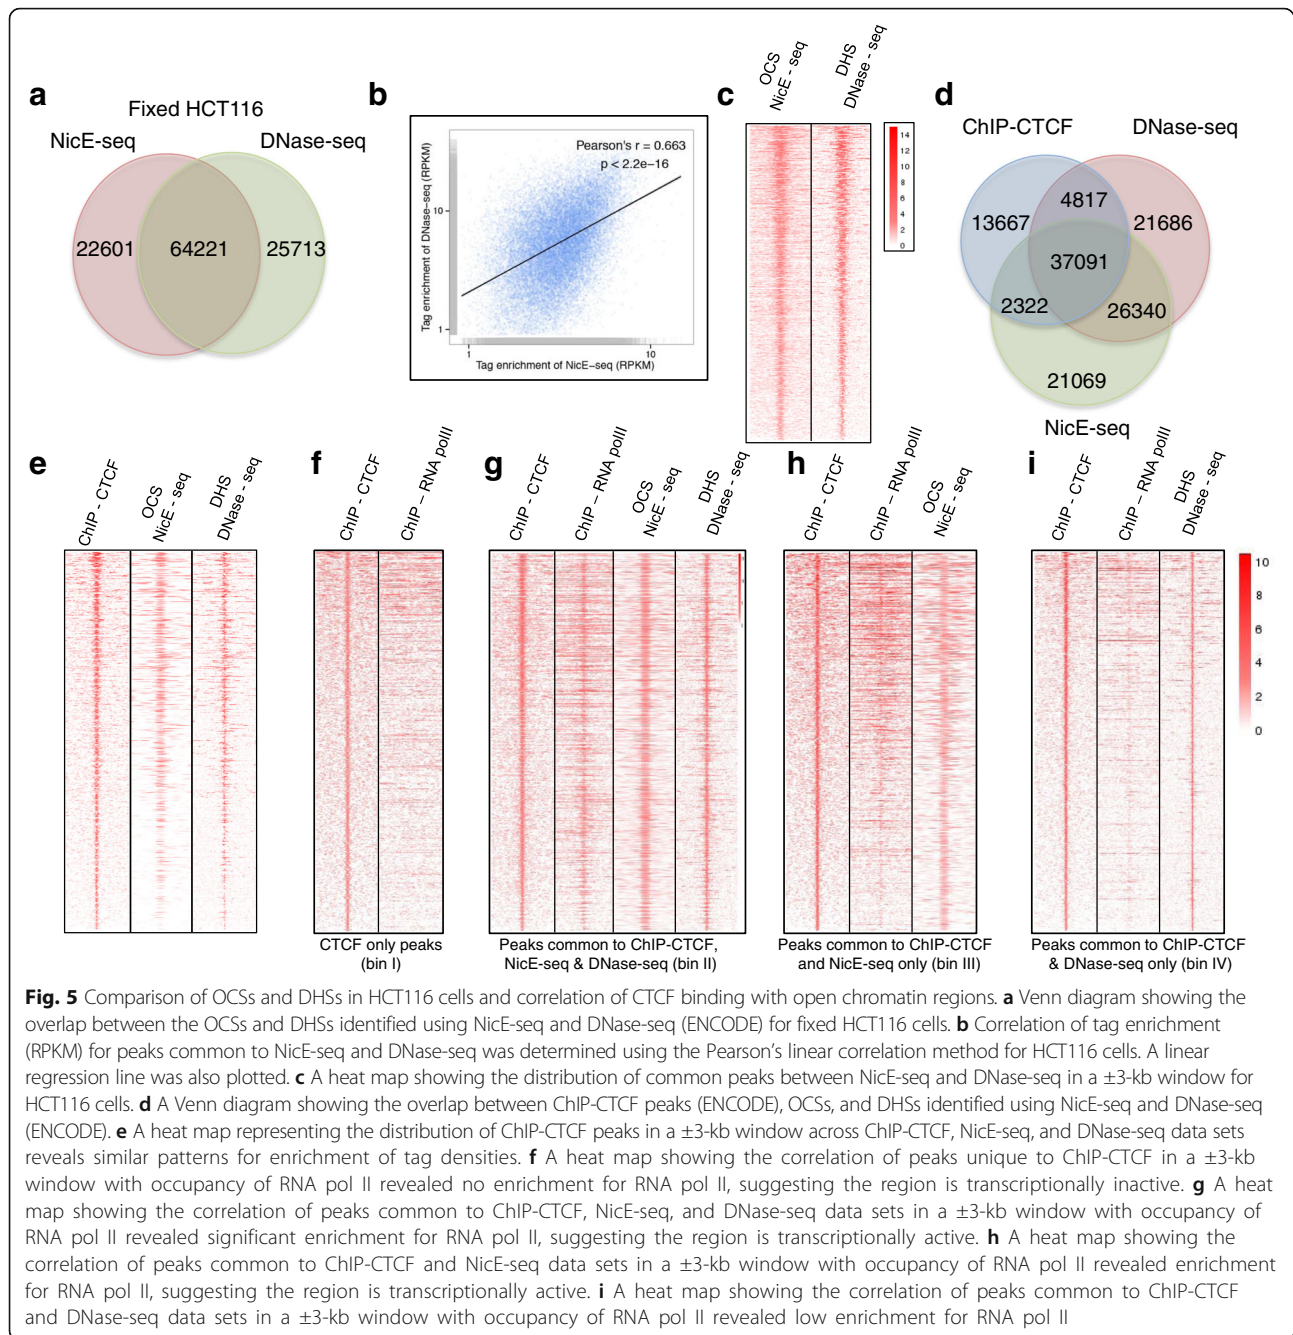 a
Fixed HCT116
NicE-seq
DNase-seq
22601
64221
25713
b
Pearson's r = 0.663
p < 2.2e−16
Tag enrichment of DNase−seq (RPKM)
10
1
1
10
Tag enrichment of NicE−seq (RPKM)
c
OCS
NicE - seq
DHS
DNase - seq
14
12
10
8
6
4
2
0
d
ChIP-CTCF
DNase-seq
4817
13667
21686
37091
2322
26340
21069
NicE-seq
e
ChIP - CTCF
OCS
NicE - seq
DHS
DNase - seq
f
ChIP - CTCF
ChIP – RNA polII
CTCF only peaks
(bin I)
g
ChIP - CTCF
ChIP – RNA polII
OCS
NicE - seq
DHS
DNase - seq
Peaks common to ChIP-CTCF,
NicE-seq & DNase-seq (bin II)
h
ChIP - CTCF
ChIP – RNA polII
OCS
NicE - seq
Peaks common to ChIP-CTCF
and NicE-seq only (bin III)
i
ChIP - CTCF
ChIP – RNA polII
DHS
DNase - seq
Peaks common to ChIP-CTCF
& DNase-seq only (bin IV)
10
8
6
4
2
0
Fig. 5 Comparison of OCSs and DHSs in HCT116 cells and correlation of CTCF binding with open chromatin regions. a Venn diagram showing the
overlap between the OCSs and DHSs identified using NicE-seq and DNase-seq (ENCODE) for fixed HCT116 cells. b Correlation of tag enrichment
(RPKM) for peaks common to NicE-seq and DNase-seq was determined using the Pearson's linear correlation method for HCT116 cells. A linear
regression line was also plotted. c A heat map showing the distribution of common peaks between NicE-seq and DNase-seq in a ±3-kb window for
HCT116 cells. d A Venn diagram showing the overlap between ChIP-CTCF peaks (ENCODE), OCSs, and DHSs identified using NicE-seq and DNase-seq
(ENCODE). e A heat map representing the distribution of ChIP-CTCF peaks in a ±3-kb window across ChIP-CTCF, NicE-seq, and DNase-seq data sets
reveals similar patterns for enrichment of tag densities. f A heat map showing the correlation of peaks unique to ChIP-CTCF in a ±3-kb
window with occupancy of RNA pol II revealed no enrichment for RNA pol II, suggesting the region is transcriptionally inactive. g A heat
map showing the correlation of peaks common to ChIP-CTCF, NicE-seq, and DNase-seq data sets in a ±3-kb window with occupancy of
RNA pol II revealed significant enrichment for RNA pol II, suggesting the region is transcriptionally active. h A heat map showing the
correlation of peaks common to ChIP-CTCF and NicE-seq data sets in a ±3-kb window with occupancy of RNA pol II revealed enrichment
for RNA pol II, suggesting the region is transcriptionally active. i A heat map showing the correlation of peaks common to ChIP-CTCF
and DNase-seq data sets in a ±3-kb window with occupancy of RNA pol II revealed low enrichment for RNA pol II